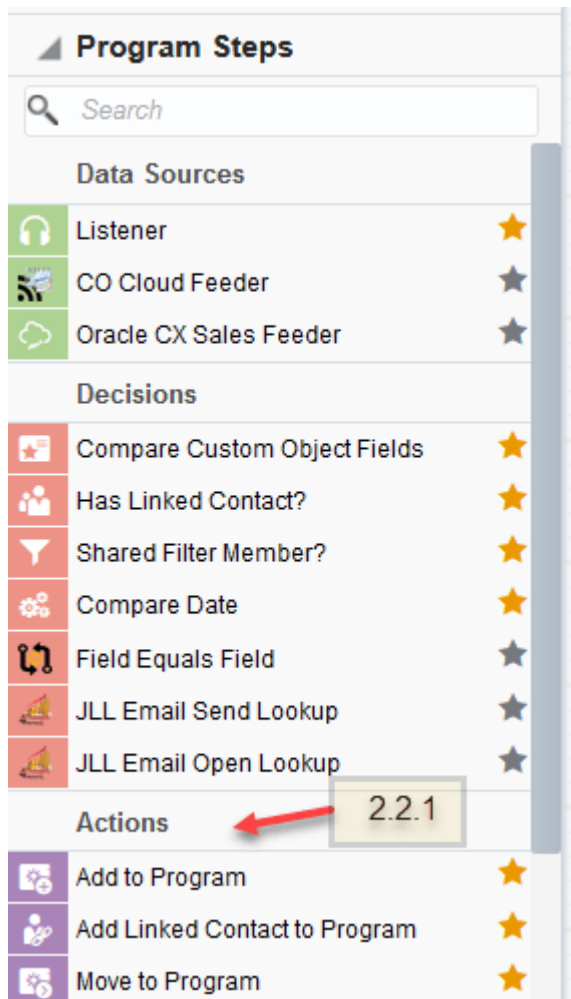 Program Steps
Search
Data Sources
Listener
CO Cloud Feeder
Oracle CX Sales Feeder
Decisions
Compare Custom Object Fields
Has Linked Contact?
Shared Filter Member?
Compare Date
Field Equals Field
JLL Email Send Lookup
JLL Email Open Lookup
2.2.1
Actions
Add to Program
Add Linked Contact to Program
Move to Program